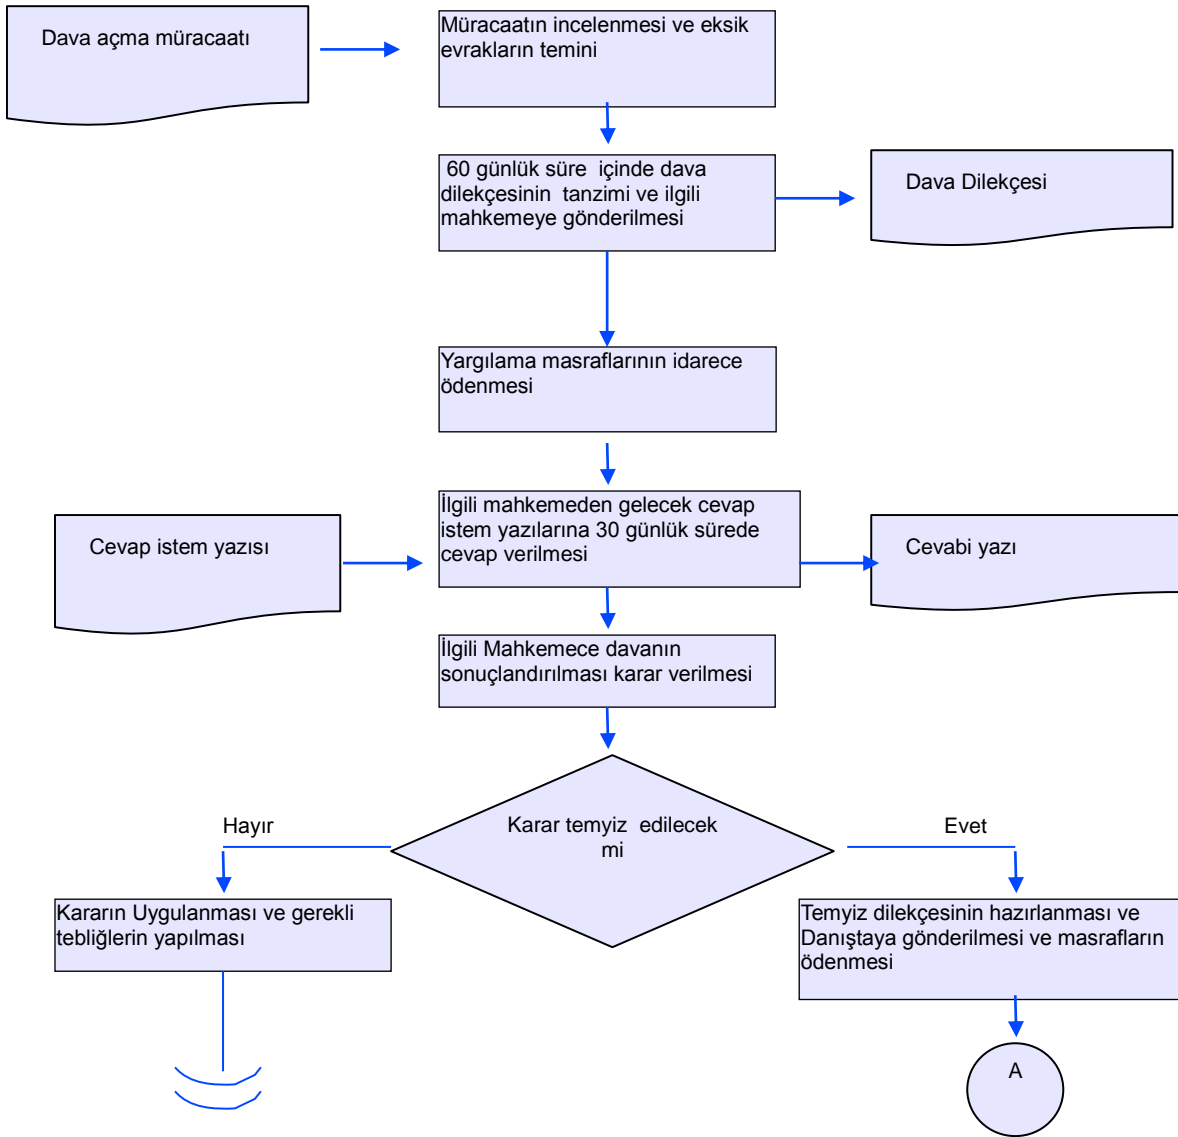 Dava açma müracaatı
Müracaatın incelenmesi ve eksik
evrakların temini
60 günlük süre içinde dava
dilekçesinin tanzimi ve ilgili
mahkemeye gönderilmesi
Dava Dilekçesi
Yargılama masraflarının idarece
ödenmesi
Cevap istem yazısı
İlgili mahkemeden gelecek cevap
istem yazılarına 30 günlük sürede
cevap verilmesi
Cevabi yazı
İlgili Mahkemece davanın
sonuçlandırılması karar verilmesi
Karar temyiz edilecek
mi
Hayır
Evet
Kararın Uygulanması ve gerekli
tebliğlerin yapılması
Temyiz dilekçesinin hazırlanması ve
Danıştaya gönderilmesi ve masrafların
ödenmesi
A